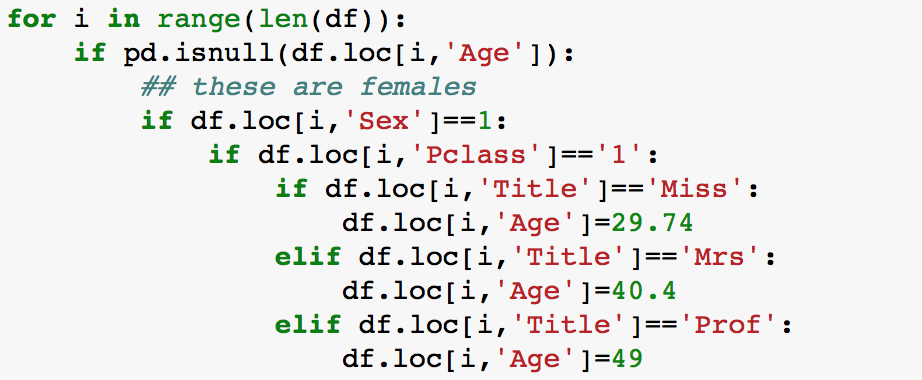 for i in range(len(df)):
    if pd.isnull(df.loc[i,'Age']):
        ## these are females
        if df.loc[i,'Sex']==1:
            if df.loc[i,'Pclass']=='1':
                if df.loc[i,'Title']=='Miss':
                    df.loc[i,'Age']=29.74
                elif df.loc[i,'Title']=='Mrs':
                    df.loc[i,'Age']=40.4
                elif df.loc[i,'Title']=='Prof':
                    df.loc[i,'Age']=49